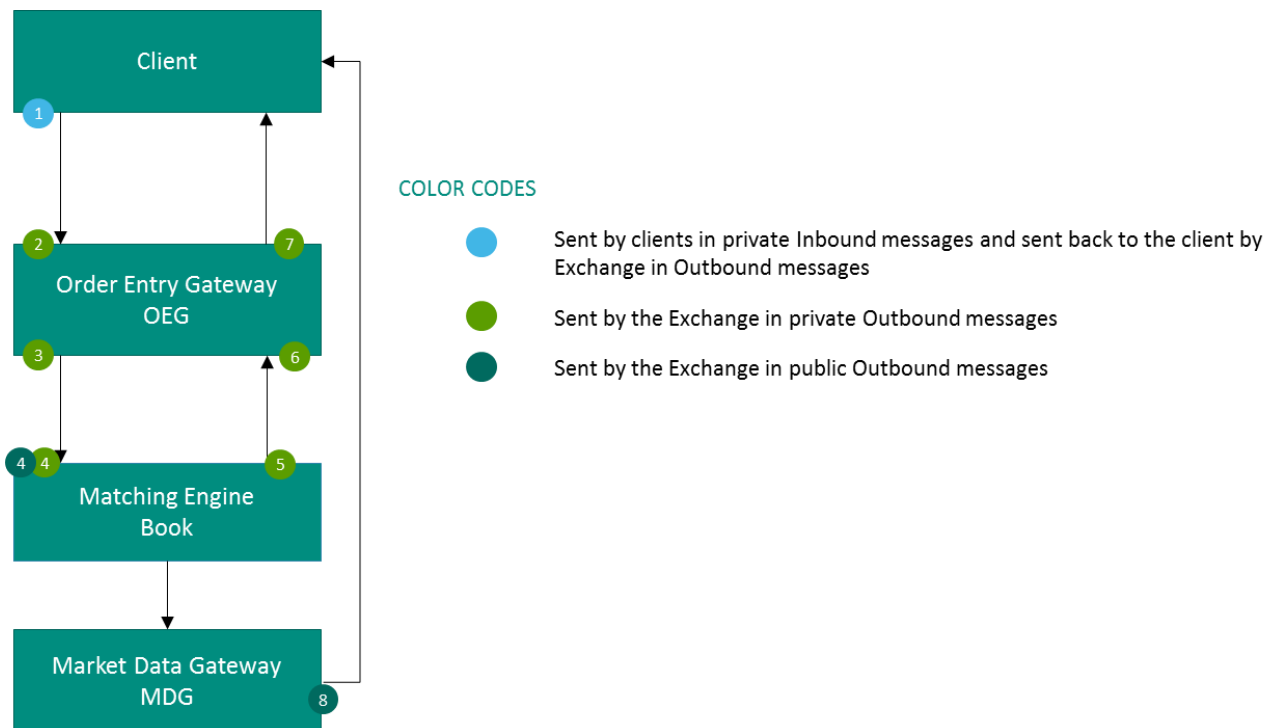 Client
1
2
7
Order Entry Gateway
OEG
3
6
4
4
5
Matching Engine
Book
Market Data Gateway
MDG
8
COLOR CODES
Sent by clients in private Inbound messages and sent back to the client by
Exchange in Outbound messages
Sent by the Exchange in private Outbound messages
Sent by the Exchange in public Outbound messages